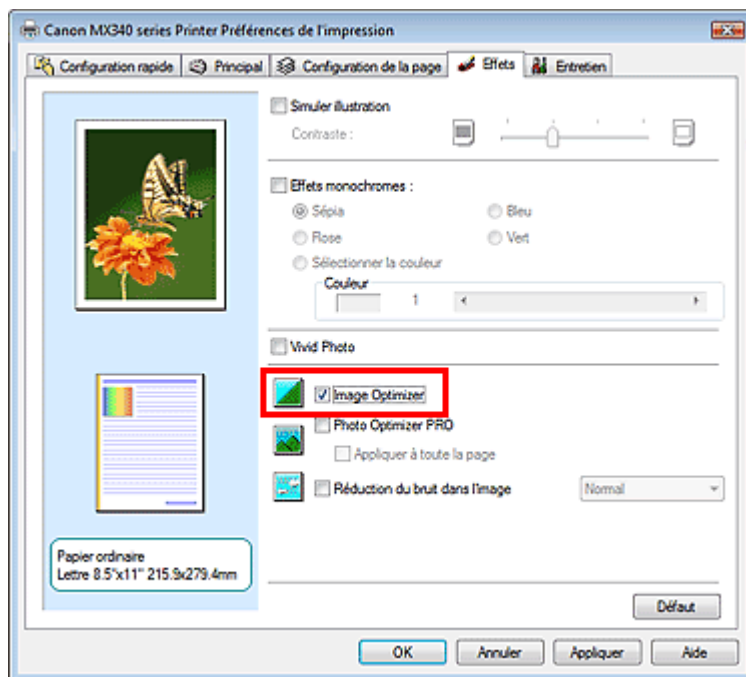 Canon MX340 series Printer Préférences de l'impression
Configuration rapide Principal Configuration de la page Effets Entretien
Simuler illustration
Contraste :
Effets monochromes :
Sépia Bleu
Rose Vert
Sélectionner la couleur
Couleur
1
Vivid Photo
Image Optimizer
Photo Optimizer PRO
Appliquer à toute la page
Réduction du bruit dans l'image Normal
Papier ordinaire
Lettre 8.5"x11" 215.9x279.4mm
Défaut
OK Annuler Appliquer Aide